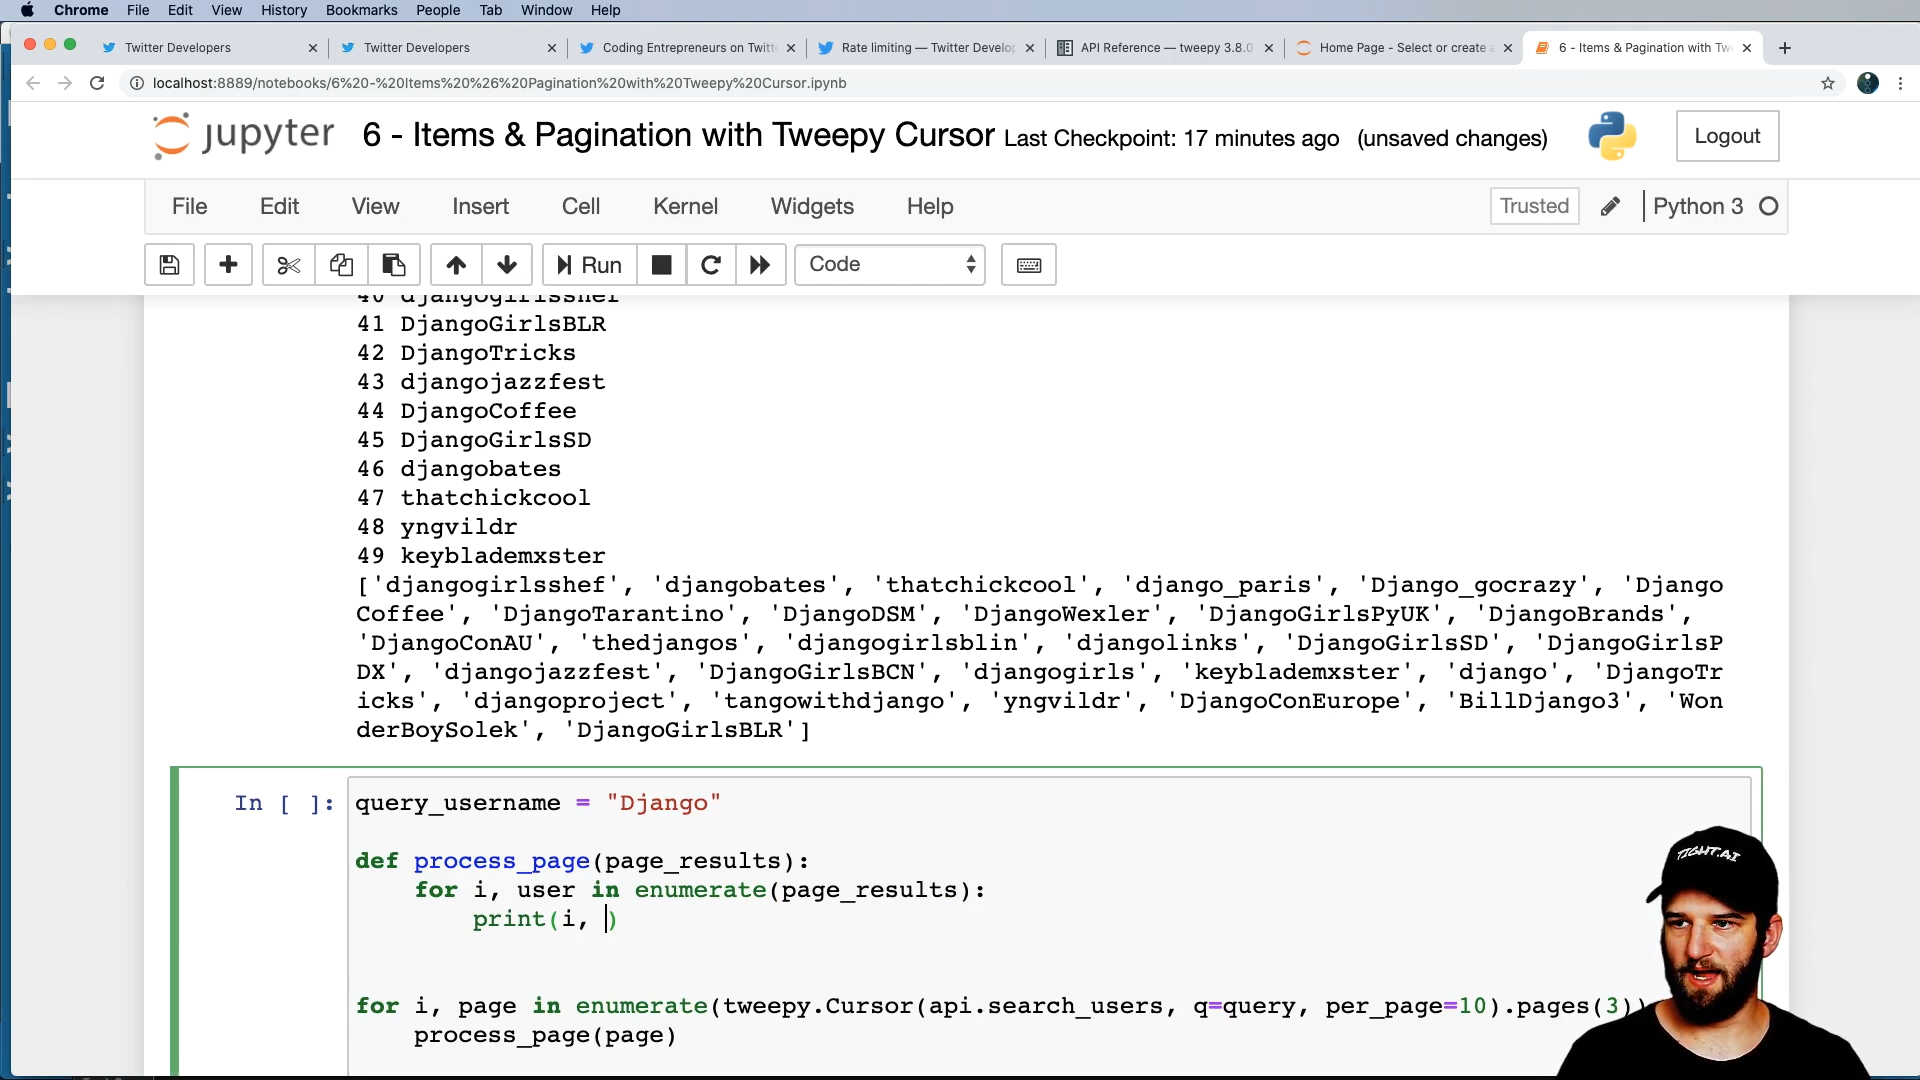 Chrome File Edit View History Bookmarks People Tab Window Help
Twitter Developers
Twitter Developers
Coding Entrepreneurs on Twitt
Rate limiting — Twitter Develop
API Reference — tweepy 3.8.0
Home Page - Select or create a
6 - Items & Pagination with Tw
localhost:8889/notebooks/6%20-%20Items%20%26%20Pagination%20with%20Tweepy%20Cursor.ipynb
jupyter 6 - Items & Pagination with Tweepy Cursor Last Checkpoint: 17 minutes ago (unsaved changes)
Logout
File Edit View Insert Cell Kernel Widgets Help
Trusted
Python 3
Run
Code
40 djangogirlsshef
41 DjangoGirlsBLR
42 DjangoTricks
43 djangojazzfest
44 DjangoCoffee
45 DjangoGirlsSD
46 djangobates
47 thatchickcool
48 yngvildr
49 keyblademxster
['djangogirlsshef', 'djangobates', 'thatchickcool', 'django_paris', 'Django_gocrazy', 'Django
Coffee', 'DjangoTarantino', 'DjangoDSM', 'DjangoWexler', 'DjangoGirlsPyUK', 'DjangoBrands',
'DjangoConAU', 'thedjangos', 'djangogirlsblin', 'djangolinks', 'DjangoGirlsSD', 'DjangoGirlsP
DX', 'djangojazzfest', 'DjangoGirlsBCN', 'djangogirls', 'keyblademxster', 'django', 'DjangoTr
icks', 'djangoproject', 'tangowithdjango', 'yngvildr', 'DjangoConEurope', 'BillDjango3', 'Won
derBoySolek', 'DjangoGirlsBLR']
In [ ]:
query_username = "Django"
def process_page(page_results):
    for i, user in enumerate(page_results):
        print(i, )
for i, page in enumerate(tweepy.Cursor(api.search_users, q=query, per_page=10).pages(3))
    process_page(page)
TIGHT.AI